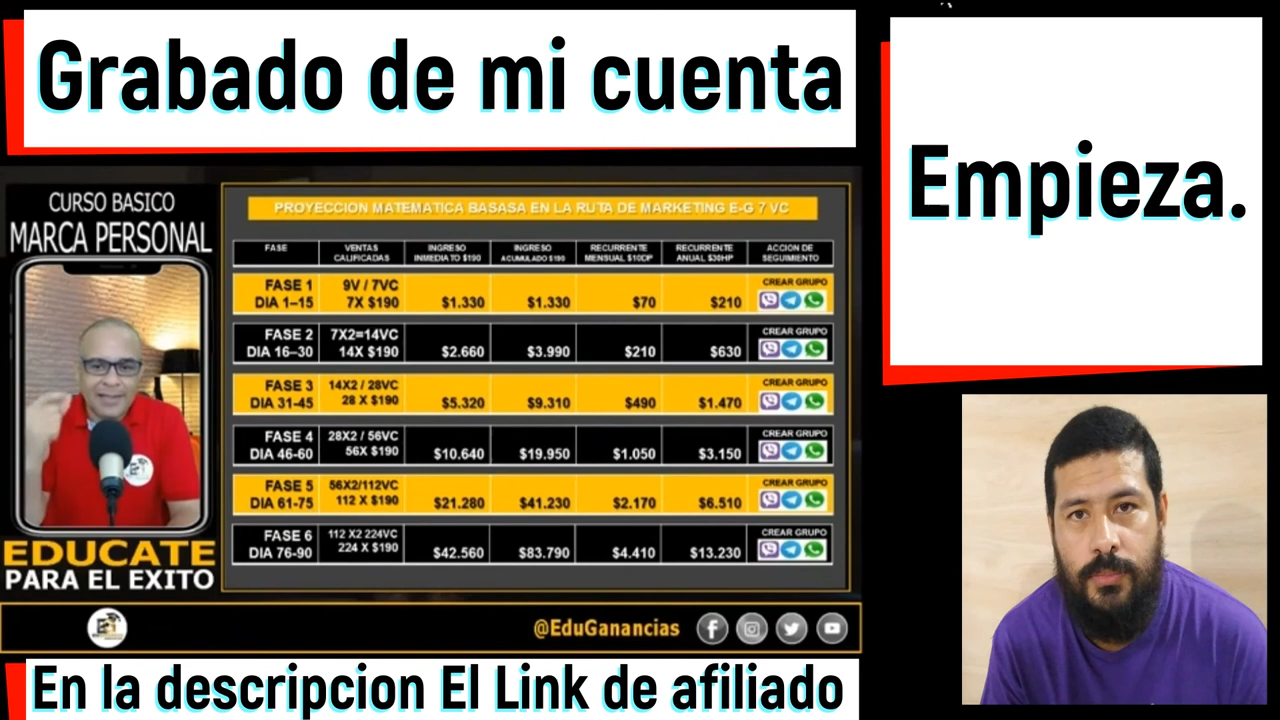 Grabado de mi cuenta
Empieza.
CURSO BASICO
MARCA PERSONAL
EDUCATE
PARA EL EXITO
PROYECCION MATEMATICA BASASA EN LA RUTA DE MARKETING E-G 7 VC
FASE VENTAS CALIFICADAS INGRESO INMEDIATO $190 INGRESO ACUMULADO $190 RECURRENTE MENSUAL $10DP RECURRENTE ANUAL $30HP ACCION DE SEGUIMIENTO
FASE 1 9V / 7VC CREAR GRUPO
DIA 1–15 7X $190 $1.330 $1.330 $70 $210
FASE 2 7X2=14VC CREAR GRUPO
DIA 16–30 14X $190 $2.660 $3.990 $210 $630
FASE 3 14X2 / 28VC CREAR GRUPO
DIA 31-45 28 X $190 $5.320 $9.310 $490 $1.470
FASE 4 28X2 / 56VC CREAR GRUPO
DIA 46-60 56X $190 $10.640 $19.950 $1.050 $3.150
FASE 5 56X2/112VC CREAR GRUPO
DIA 61-75 112 X $190 $21.280 $41.230 $2.170 $6.510
FASE 6 112 X2 224VC CREAR GRUPO
DIA 76-90 224 X $190 $42.560 $83.790 $4.410 $13.230
@EduGanancias
En la descripcion El Link de afiliado